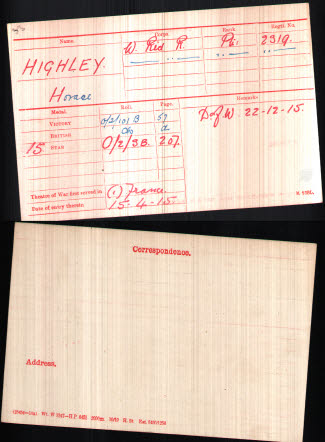 Name. Corps. Rank. Regtl. No.
HIGHLEY. W. Rid. R. Pte. 2319.
Horace
Medal. Roll. Page. Remarks
VICTORY O/2/101 B 57 D of W. 22-12-15.
BRITISH do do
15 STAR O/2/3B. 207.
Theatre of War first served in (1) France.
Date of entry therein 15-4-15.
Correspondence.
Address.